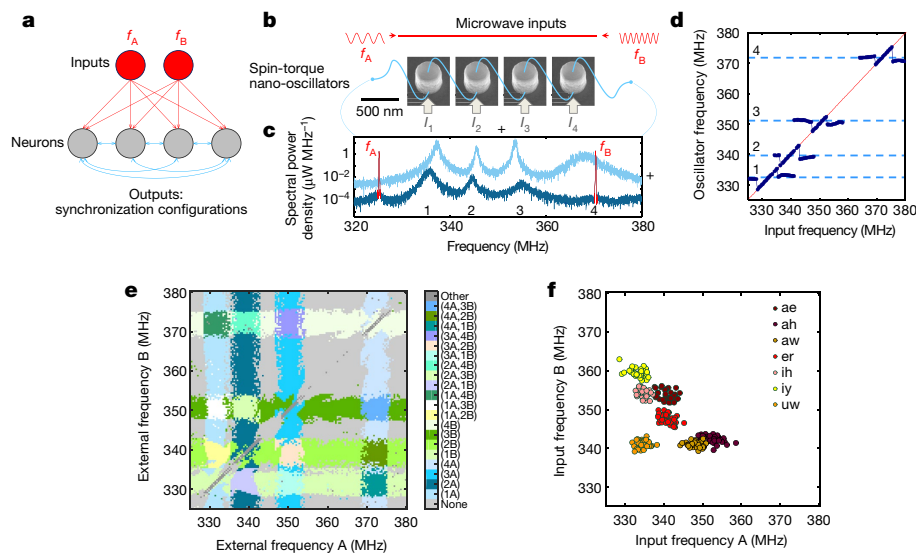 a
f_A
f_B
Inputs
Neurons
Outputs:
synchronization configurations
b
Microwave inputs
f_A
f_B
Spin-torque
nano-oscillators
500 nm
I_1
I_2
+
I_3
I_4
c
Spectral power
density (μW MHz⁻¹)
1
10⁻²
10⁻⁴
f_A
f_B
+
1
2
3
4
320
340
360
380
Frequency (MHz)
d
Oscillator frequency
(MHz)
380
370
360
350
340
330
4
3
2
1
330 340 350 360 370 380
Input frequency (MHz)
e
External frequency B (MHz)
380
370
360
350
340
330
330 340 350 360 370 380
External frequency A (MHz)
Other
(4A,3B)
(4A,2B)
(4A,1B)
(3A,4B)
(3A,2B)
(3A,1B)
(2A,4B)
(2A,3B)
(2A,1B)
(1A,4B)
(1A,3B)
(1A,2B)
(4B)
(3B)
(2B)
(1B)
(4A)
(3A)
(2A)
(1A)
None
f
Input frequency B (MHz)
380
370
360
350
340
330
330 340 350 360 370 380
Input frequency A (MHz)
ae
ah
aw
er
ih
iy
uw